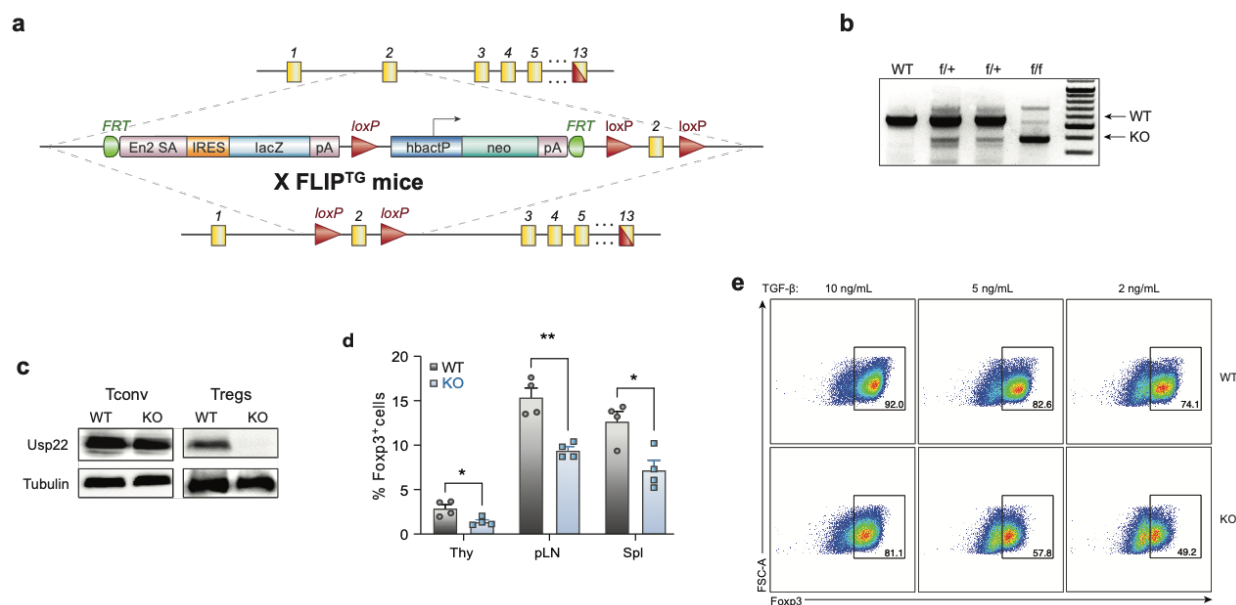 a
1 2 3 4 5 13
FRT loxP FRT loxP loxP
En2 SA IRES lacZ pA hbactP neo pA 2
X FLIPᵀᴳ mice
1 loxP 2 loxP 3 4 5 13
b
WT f/+ f/+ f/f
WT
KO
c
Tconv Tregs
WT KO WT KO
Usp22
Tubulin
d
% Foxp3⁺cells
20
15
10
5
0
WT
KO
*
**
*
Thy pLN Spl
e
TGF-β: 10 ng/mL 5 ng/mL 2 ng/mL
92.0 82.6 74.1
WT
81.1 57.8 49.2
KO
FSC-A
Foxp3